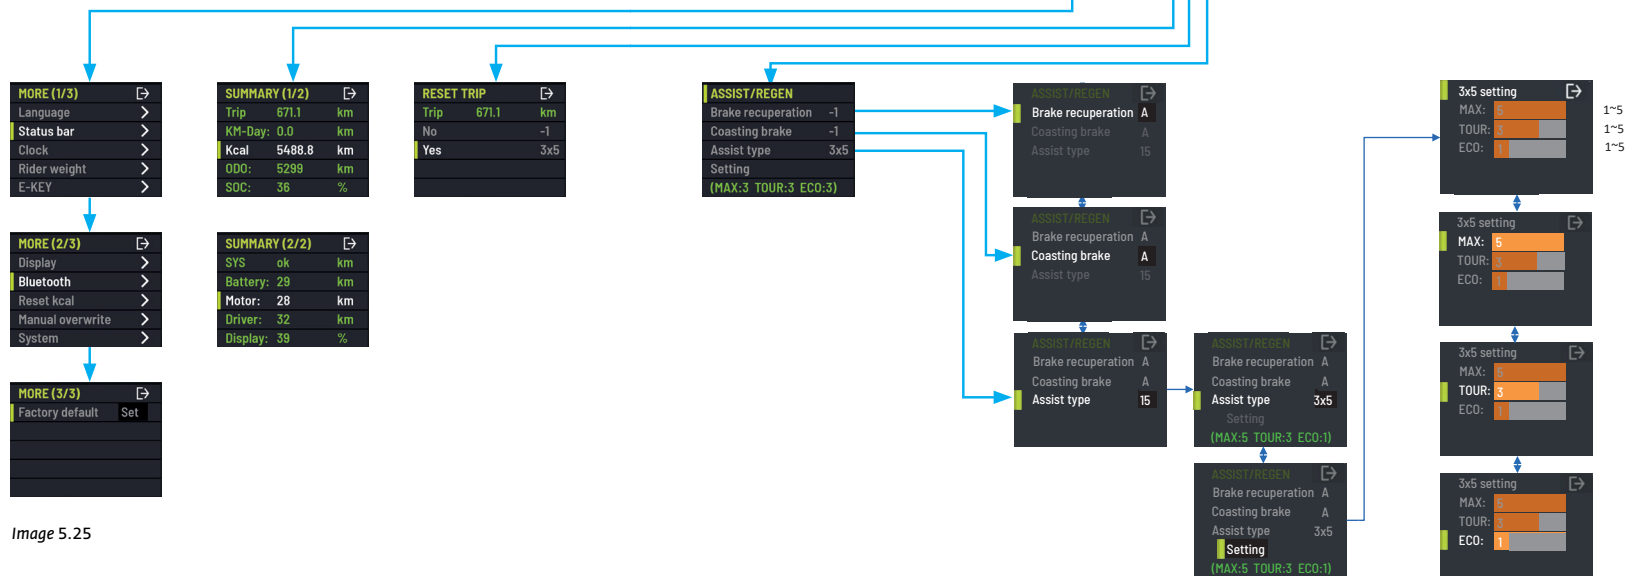 MORE (1/3)
Language
Status bar
Clock
Rider weight
E-KEY
MORE (2/3)
Display
Bluetooth
Reset kcal
Manual overwrite
System
MORE (3/3)
Factory default Set
Image 5.25
SUMMARY (1/2)
Trip 671.1 km
KM-Day: 0.0 km
Kcal 5488.8 km
ODO: 5299 km
SOC: 36 %
SUMMARY (2/2)
SYS ok km
Battery: 29 km
Motor: 28 km
Driver: 32 km
Display: 39 %
RESET TRIP
Trip 671.1 km
No -1
Yes 3x5
ASSIST/REGEN
Brake recuperation -1
Coasting brake -1
Assist type 3x5
Setting
(MAX:3 TOUR:3 ECO:3)
ASSIST/REGEN
Brake recuperation A
Coasting brake A
Assist type 15
ASSIST/REGEN
Brake recuperation A
Coasting brake A
Assist type 15
ASSIST/REGEN
Brake recuperation A
Coasting brake A
Assist type 15
ASSIST/REGEN
Brake recuperation A
Coasting brake A
Assist type 3x5
Setting
(MAX:5 TOUR:3 ECO:1)
ASSIST/REGEN
Brake recuperation A
Coasting brake A
Assist type 3x5
Setting
(MAX:5 TOUR:3 ECO:1)
3x5 setting
MAX: 5 1~5
TOUR: 3 1~5
ECO: 1 1~5
3x5 setting
MAX: 5
TOUR: 3
ECO: 1
3x5 setting
MAX: 5
TOUR: 3
ECO: 1
3x5 setting
MAX: 5
TOUR: 3
ECO: 1